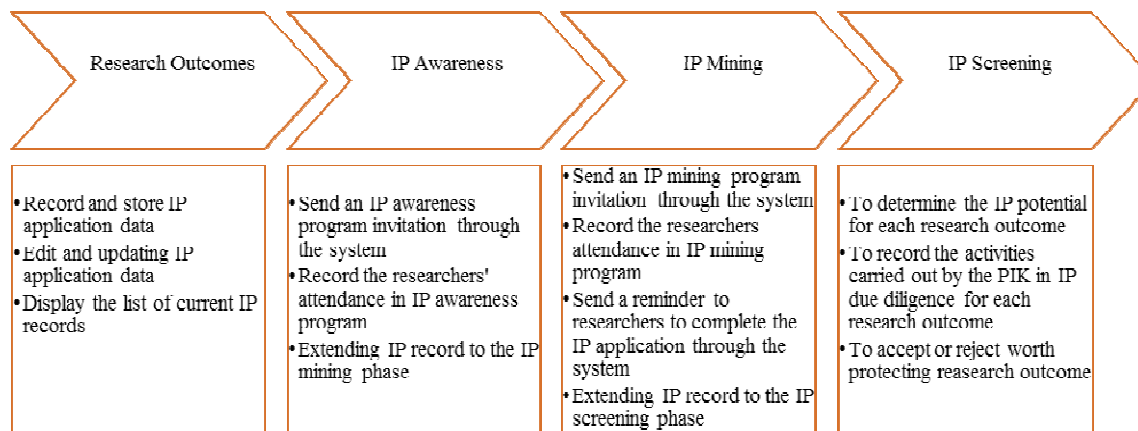 Research Outcomes
IP Awareness
IP Mining
IP Screening
•Record and store IP
application data
•Edit and updating IP
application data
•Display the list of current IP
records
•Send an IP awareness
program invitation through
the system
•Record the researchers'
attendance in IP awareness
program
•Extending IP record to the IP
mining phase
•Send an IP mining program
invitation through the system
•Record the researchers
attendance in IP mining
program
•Send a reminder to
researchers to complete the
IP application through the
system
•Extending IP record to the IP
screening phase
•To determine the IP potential
for each research outcome
•To record the activities
carried out by the PIK in IP
due diligence for each
research outcome
•To accept or reject worth
protecting reasearch outcome